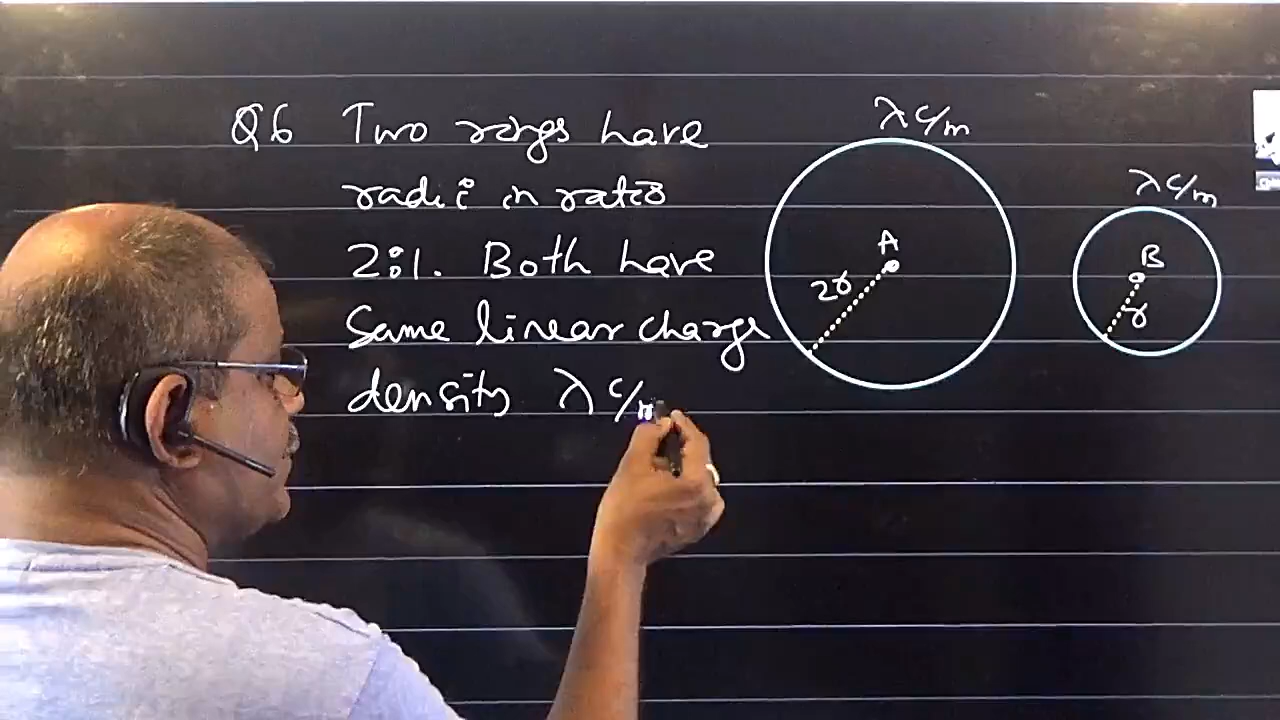 Q6 Two rings have
radii in ratio
2:1. Both have
Same linear charge
density λ C/m
λ C/m
A
2r
λ C/m
B
r